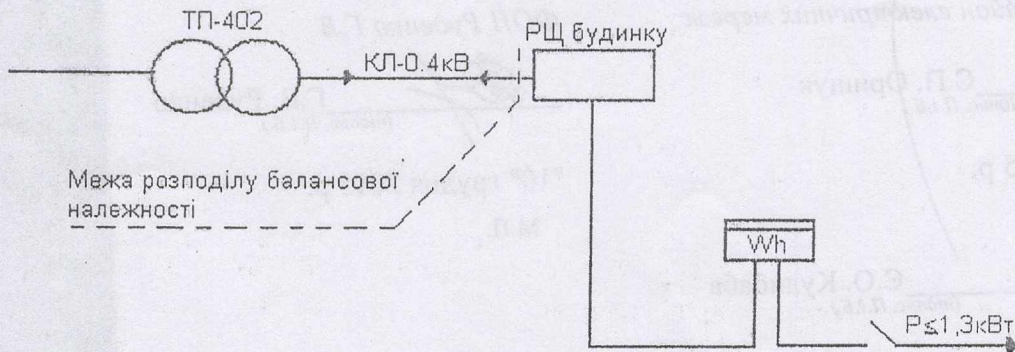 ТП-402
РЩ будинку
КЛ-0.4кВ
Межа розподілу балансової
належності
Wh
P≤1,3кВт